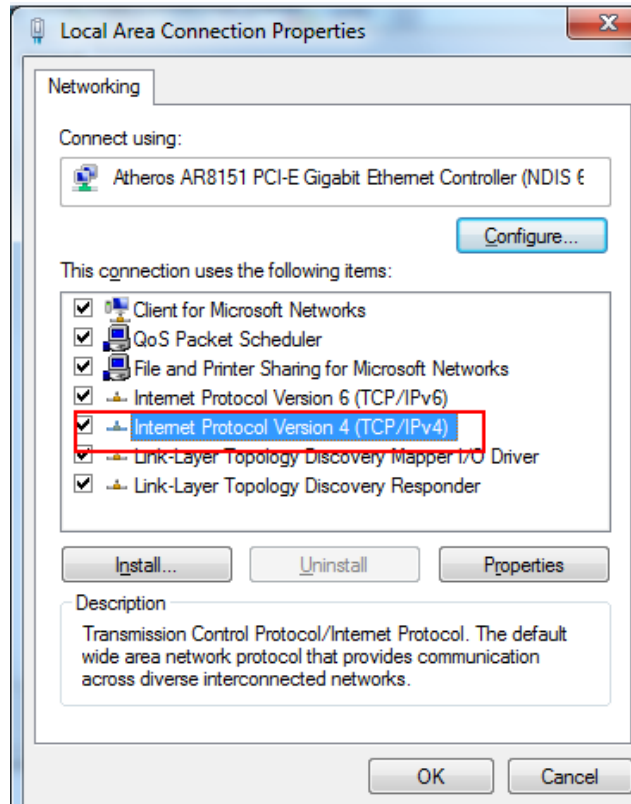 Local Area Connection Properties
Networking
Connect using:
Atheros AR8151 PCI-E Gigabit Ethernet Controller (NDIS 6
Configure...
This connection uses the following items:
Client for Microsoft Networks
QoS Packet Scheduler
File and Printer Sharing for Microsoft Networks
Internet Protocol Version 6 (TCP/IPv6)
Internet Protocol Version 4 (TCP/IPv4)
Link-Layer Topology Discovery Mapper I/O Driver
Link-Layer Topology Discovery Responder
Install... Uninstall Properties
Description
Transmission Control Protocol/Internet Protocol. The default
wide area network protocol that provides communication
across diverse interconnected networks.
OK Cancel